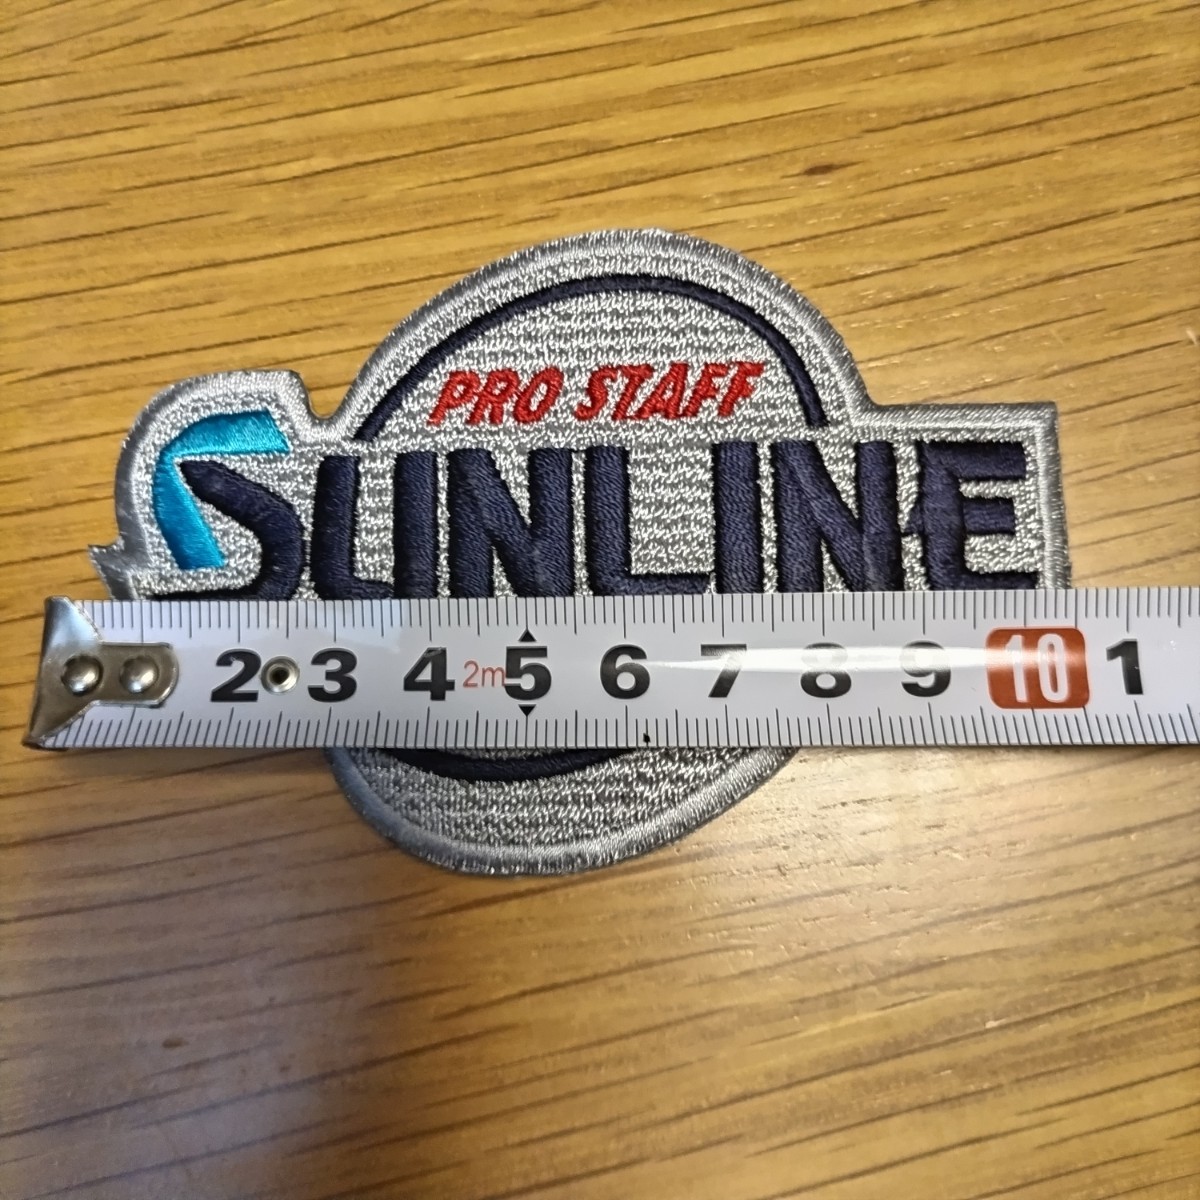 PRO STAFF
SUNLINE
2 3 4 2m 5 6 7 8 9 10 1